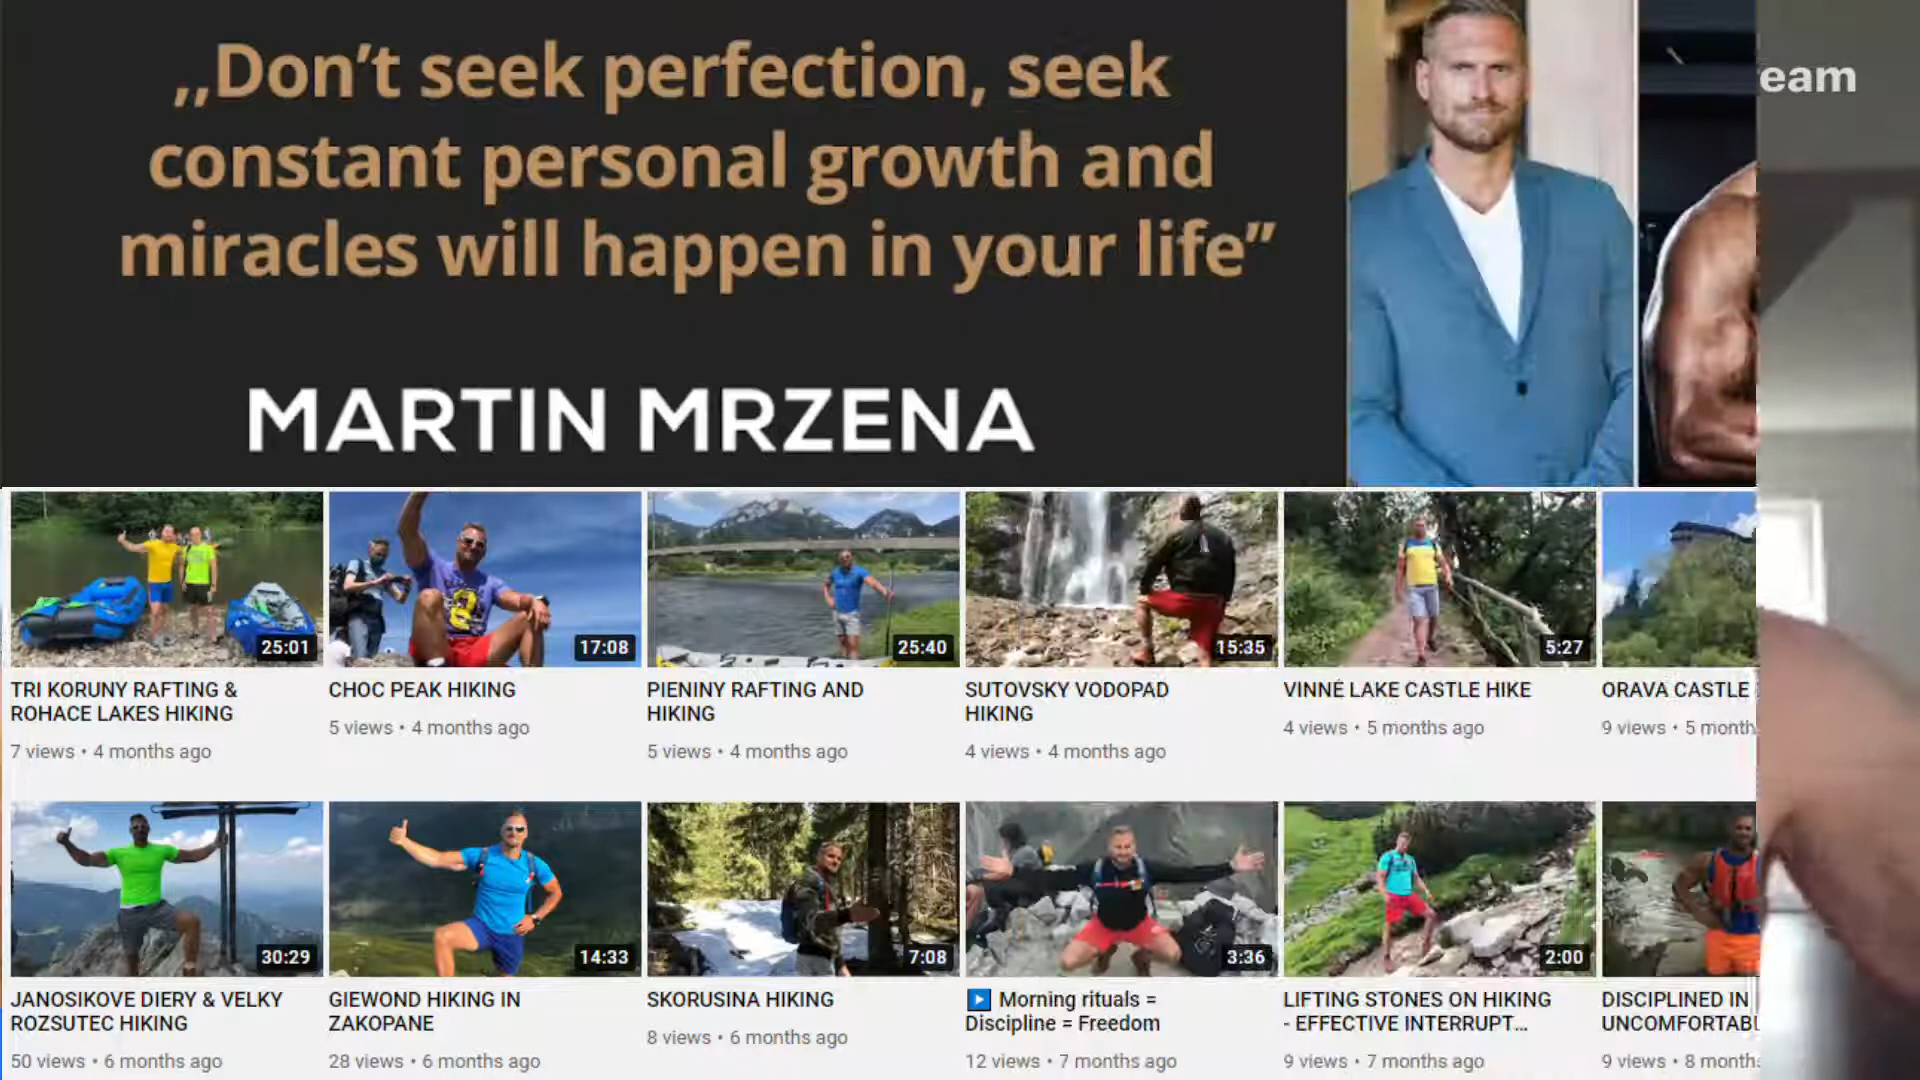 ,,Don’t seek perfection, seek
constant personal growth and
miracles will happen in your life”
MARTIN MRZENA
eam
25:01
17:08
25:40
15:35
5:27
TRI KORUNY RAFTING &
ROHACE LAKES HIKING
7 views • 4 months ago
CHOC PEAK HIKING
5 views • 4 months ago
PIENINY RAFTING AND
HIKING
5 views • 4 months ago
SUTOVSKY VODOPAD
HIKING
4 views • 4 months ago
VINNE LAKE CASTLE HIKE
4 views • 5 months ago
ORAVA CASTLE
9 views • 5 month
30:29
14:33
7:08
3:36
2:00
JANOSIKOVE DIERY & VELKY
ROZSUTEC HIKING
50 views • 6 months ago
GIEWOND HIKING IN
ZAKOPANE
28 views • 6 months ago
SKORUSINA HIKING
8 views • 6 months ago
Morning rituals =
Discipline = Freedom
12 views • 7 months ago
LIFTING STONES ON HIKING
- EFFECTIVE INTERRUPT...
9 views • 7 months ago
DISCIPLINED IN
UNCOMFORTABL
9 views • 8 months